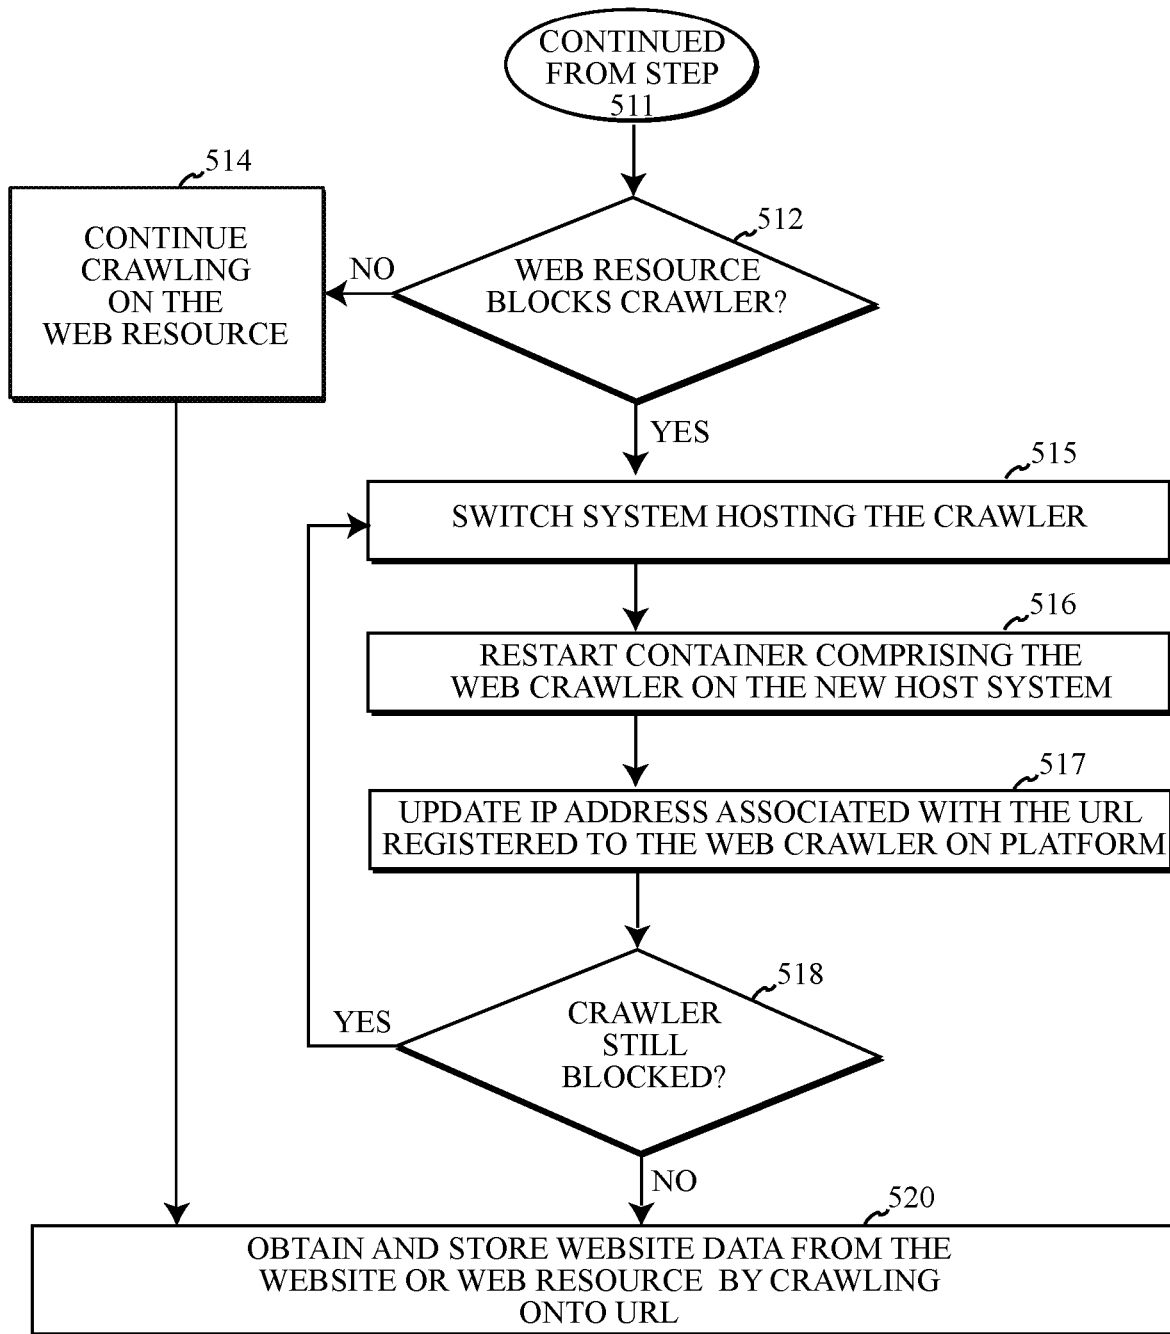 CONTINUED
FROM STEP
511
514
CONTINUE
CRAWLING
ON THE
WEB RESOURCE
NO
512
WEB RESOURCE
BLOCKS CRAWLER?
YES
515
SWITCH SYSTEM HOSTING THE CRAWLER
516
RESTART CONTAINER COMPRISING THE
WEB CRAWLER ON THE NEW HOST SYSTEM
517
UPDATE IP ADDRESS ASSOCIATED WITH THE URL
REGISTERED TO THE WEB CRAWLER ON PLATFORM
518
CRAWLER
STILL
BLOCKED?
YES
NO
520
OBTAIN AND STORE WEBSITE DATA FROM THE
WEBSITE OR WEB RESOURCE BY CRAWLING
ONTO URL